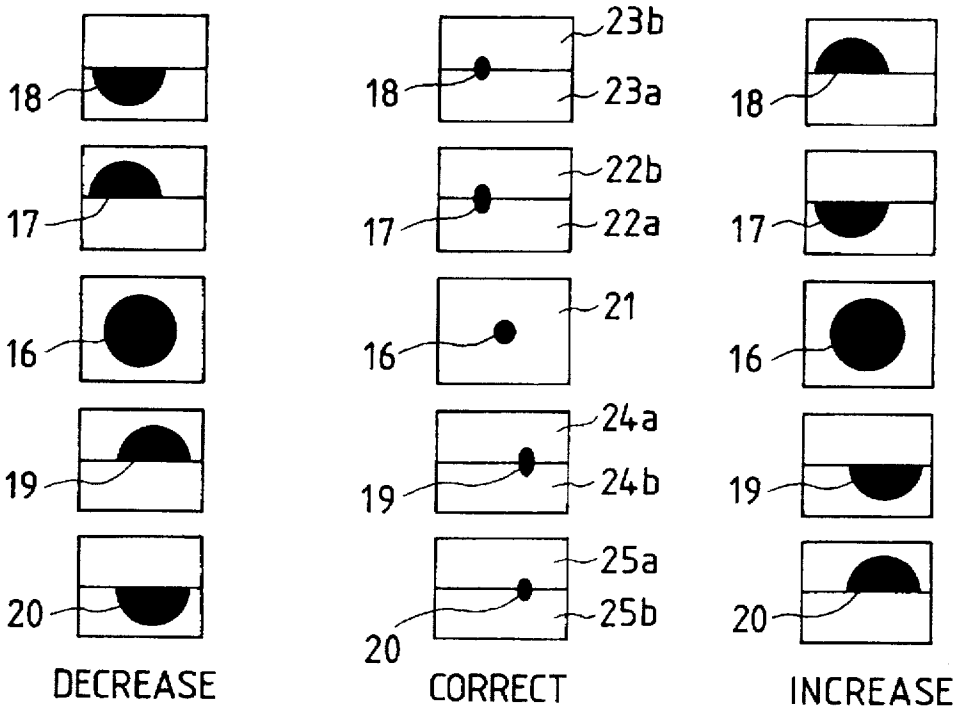 23b
18 18 23a 18
22b
17 17 22a 17
21
16 16 16
24a
19 19 24b 19
25a
20 20 25b 20
DECREASE CORRECT INCREASE